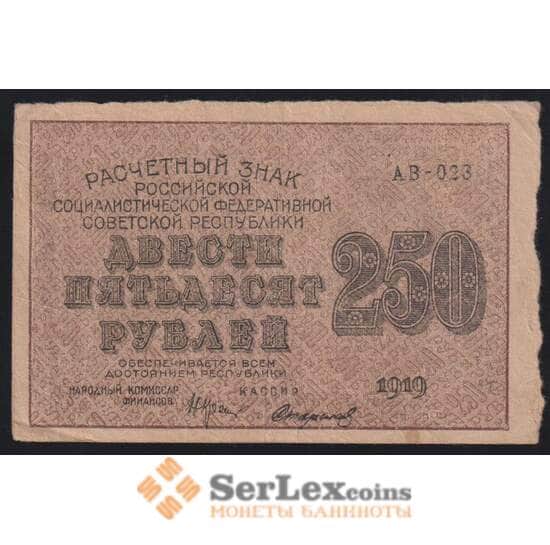 РАСЧЕТНЫЙ ЗНАК
РОССИЙСКОЙ
СОЦИАЛИСТИЧЕСКОЙ ФЕДЕРАТИВНОЙ
СОВЕТСКОЙ РЕСПУБЛИКИ
ДВЕСТИ
ПЯТЬДЕСЯТ
РУБЛЕЙ
ОБЕСПЕЧИВАЕТСЯ ВСЕМ
ДОСТОЯНИЕМ РЕСПУБЛИКИ
НАРОДНЫЙ КОМИССАР
ФИНАНСОВ
КАССИР
АВ-023
250
1919
SerLexcoins
МОНЕТЫ БАНКНОТЫ